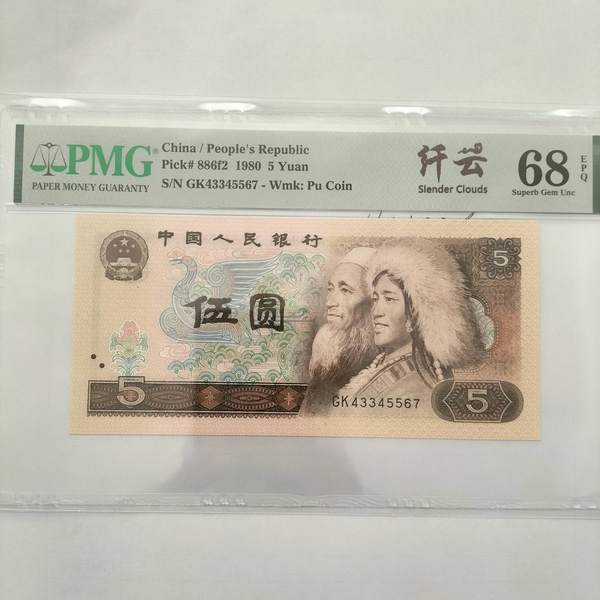 PMG
PAPER MONEY GUARANTY
China / People's Republic
Pick# 886f2 1980 5 Yuan
S/N GK43345567 - Wmk: Pu Coin
纤云
Slender Clouds
68 EPQ
Superb Gem Unc
中国人民银行
5
伍圆
5
GK43345567
5